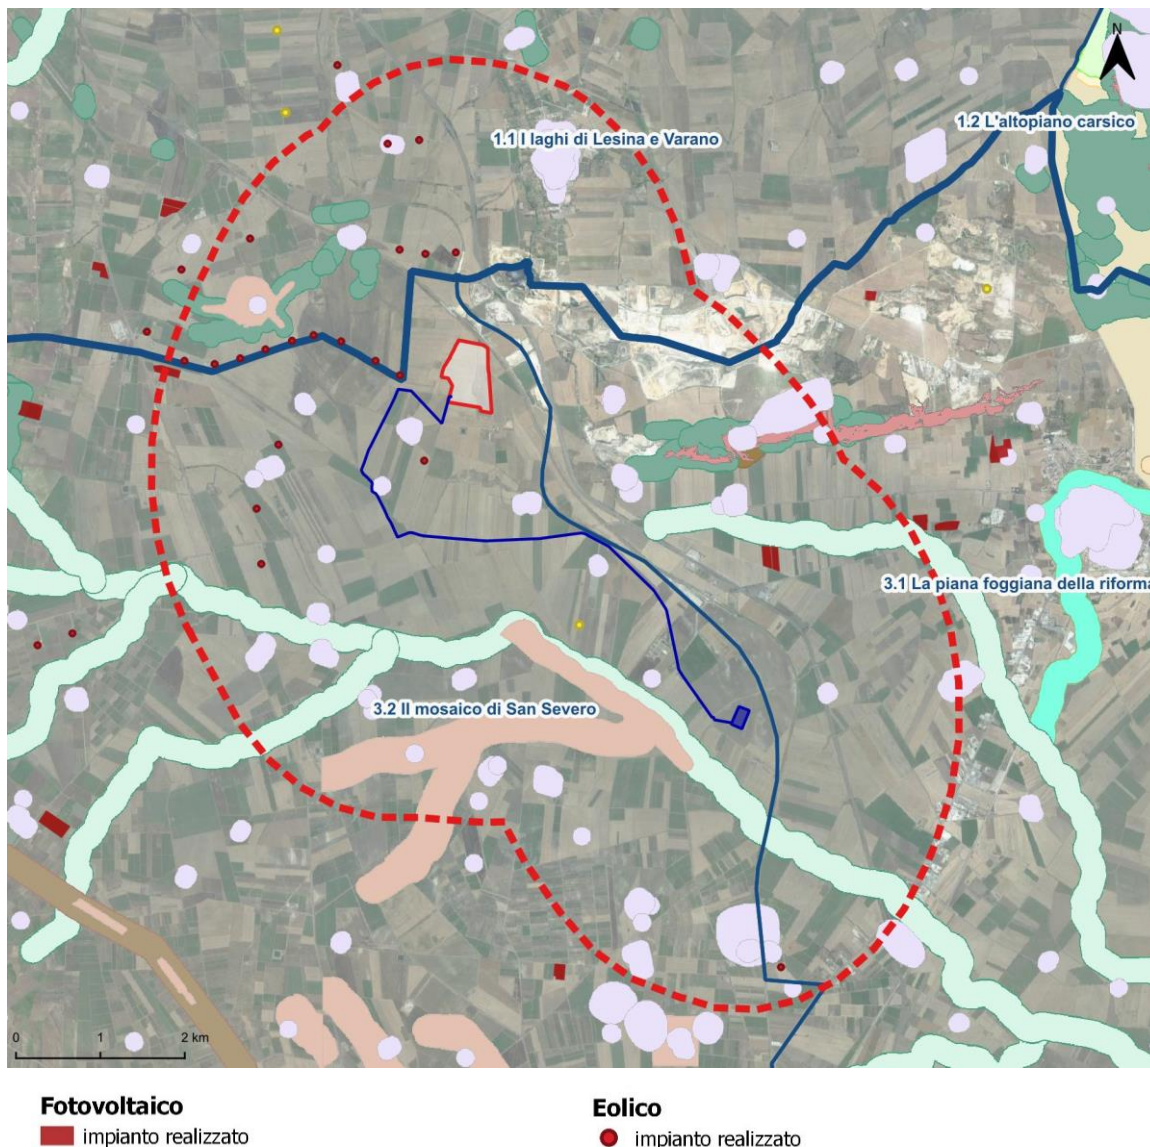 N
1.2 L'altopiano carsico
1.1 I laghi di Lesina e Varano
3.1 La piana foggiana della riforma
3.2 Il mosaico di San Severo
0 1 2 km
Fotovoltaico
impianto realizzato
Eolico
impianto realizzato